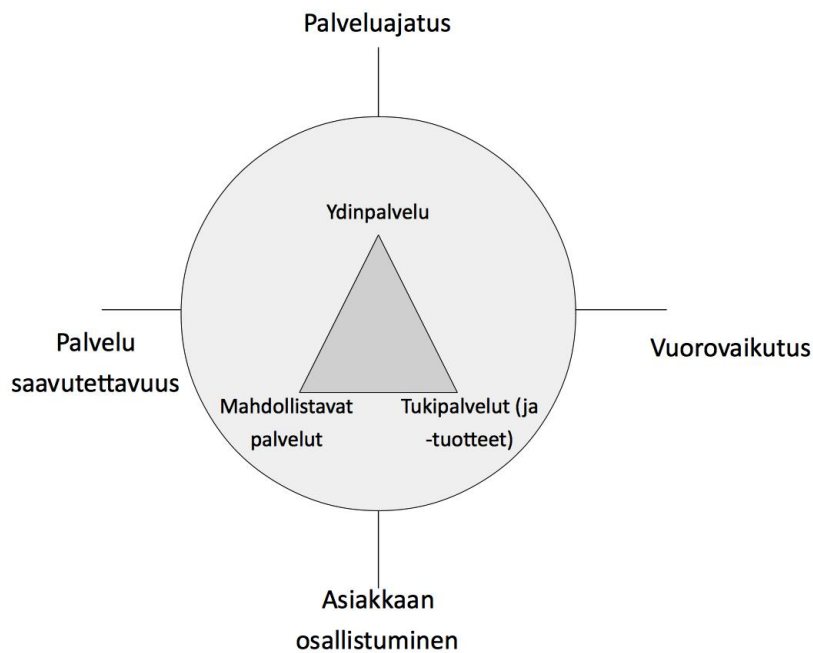 Palveluajatus
Ydinpalvelu
Palvelu
saavutettavuus
Vuorovaikutus
Mahdollistavat
palvelut
Tukipalvelut (ja
-tuotteet)
Asiakkaan
osallistuminen